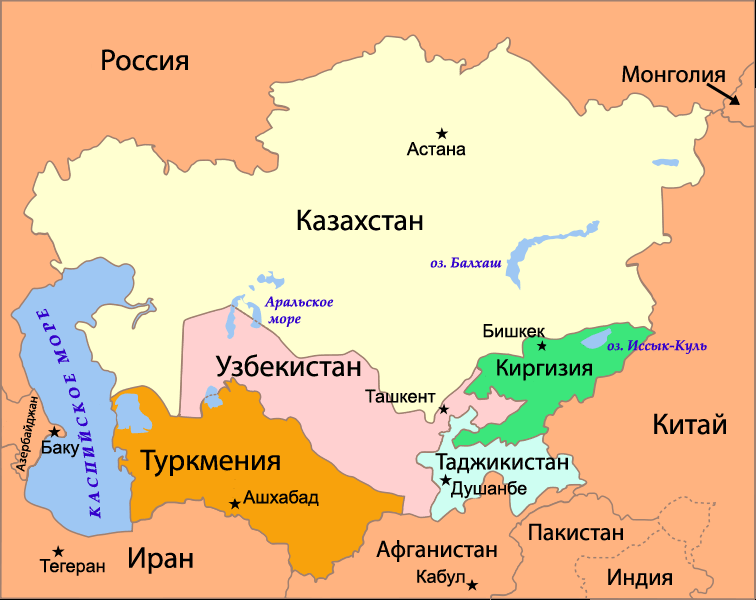 Россия
Монголия
Астана
Казахстан
оз. Балхаш
Аральское
море
КАСПИЙСКОЕ МОРЕ
Бишкек
оз. Иссык-Куль
Узбекистан
Киргизия
Ташкент
Азербайджан
Баку
Китай
Туркмения
Таджикистан
Душанбе
Ашхабад
Пакистан
Иран
Афганистан
Тегеран
Кабул
Индия